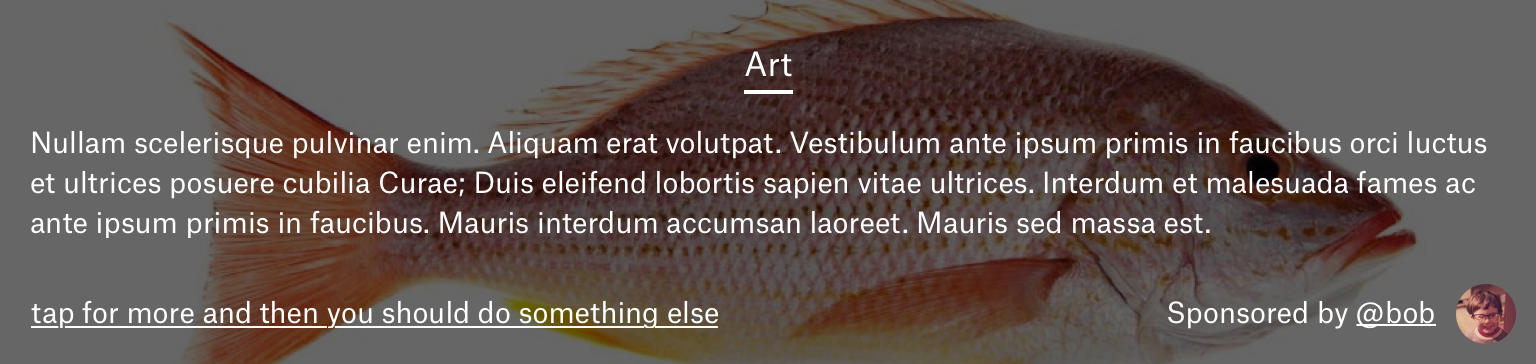 Art
Nullam scelerisque pulvinar enim. Aliquam erat volutpat. Vestibulum ante ipsum primis in faucibus orci luctus
et ultrices posuere cubilia Curae; Duis eleifend lobortis sapien vitae ultrices. Interdum et malesuada fames ac
ante ipsum primis in faucibus. Mauris interdum accumsan laoreet. Mauris sed massa est.
tap for more and then you should do something else
Sponsored by @bob